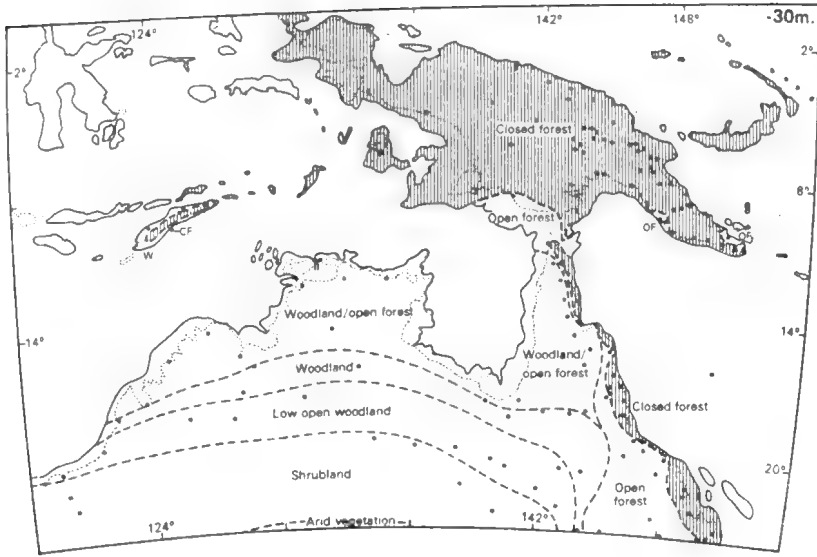 124°
142°
148°
-30m.
2°
2°
Closed forest
8°
Open forest
OF
OF
CF
W
Woodland/open forest
14°
14°
Woodland/
open forest
Woodland
Closed forest
Low open woodland
20°
Shrubland
Open
forest
124°
142°
Arid vegetation